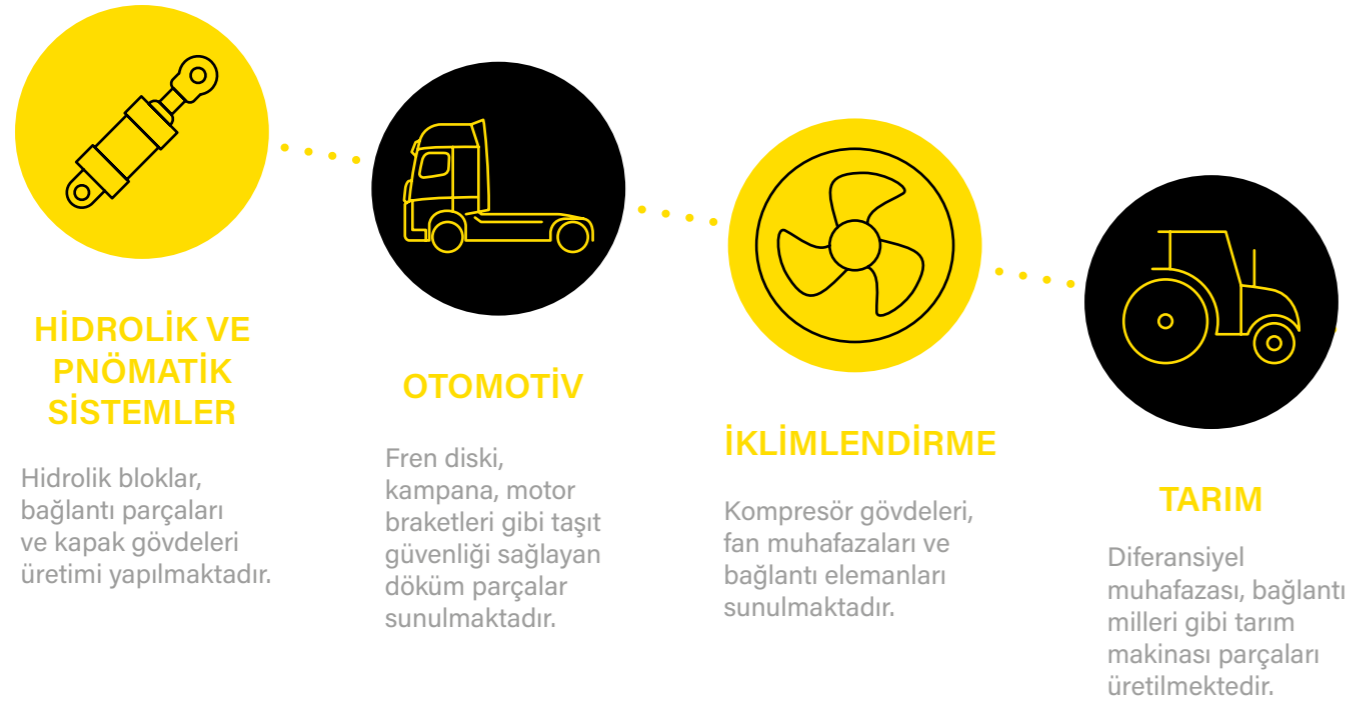 HİDROLİK VE
PNÖMATİK
SİSTEMLER
Hidrolik bloklar,
bağlantı parçaları
ve kapak gövdeleri
üretimi yapılmaktadır.
OTOMOTİV
Fren diski,
kampana, motor
braketleri gibi taşıt
güvenliği sağlayan
döküm parçalar
sunulmaktadır.
İKLİMLENDİRME
Kompresör gövdeleri,
fan muhafazaları ve
bağlantı elemanları
sunulmaktadır.
TARIM
Diferansiyel
muhafazası, bağlantı
milleri gibi tarım
makinası parçaları
üretilmektedir.